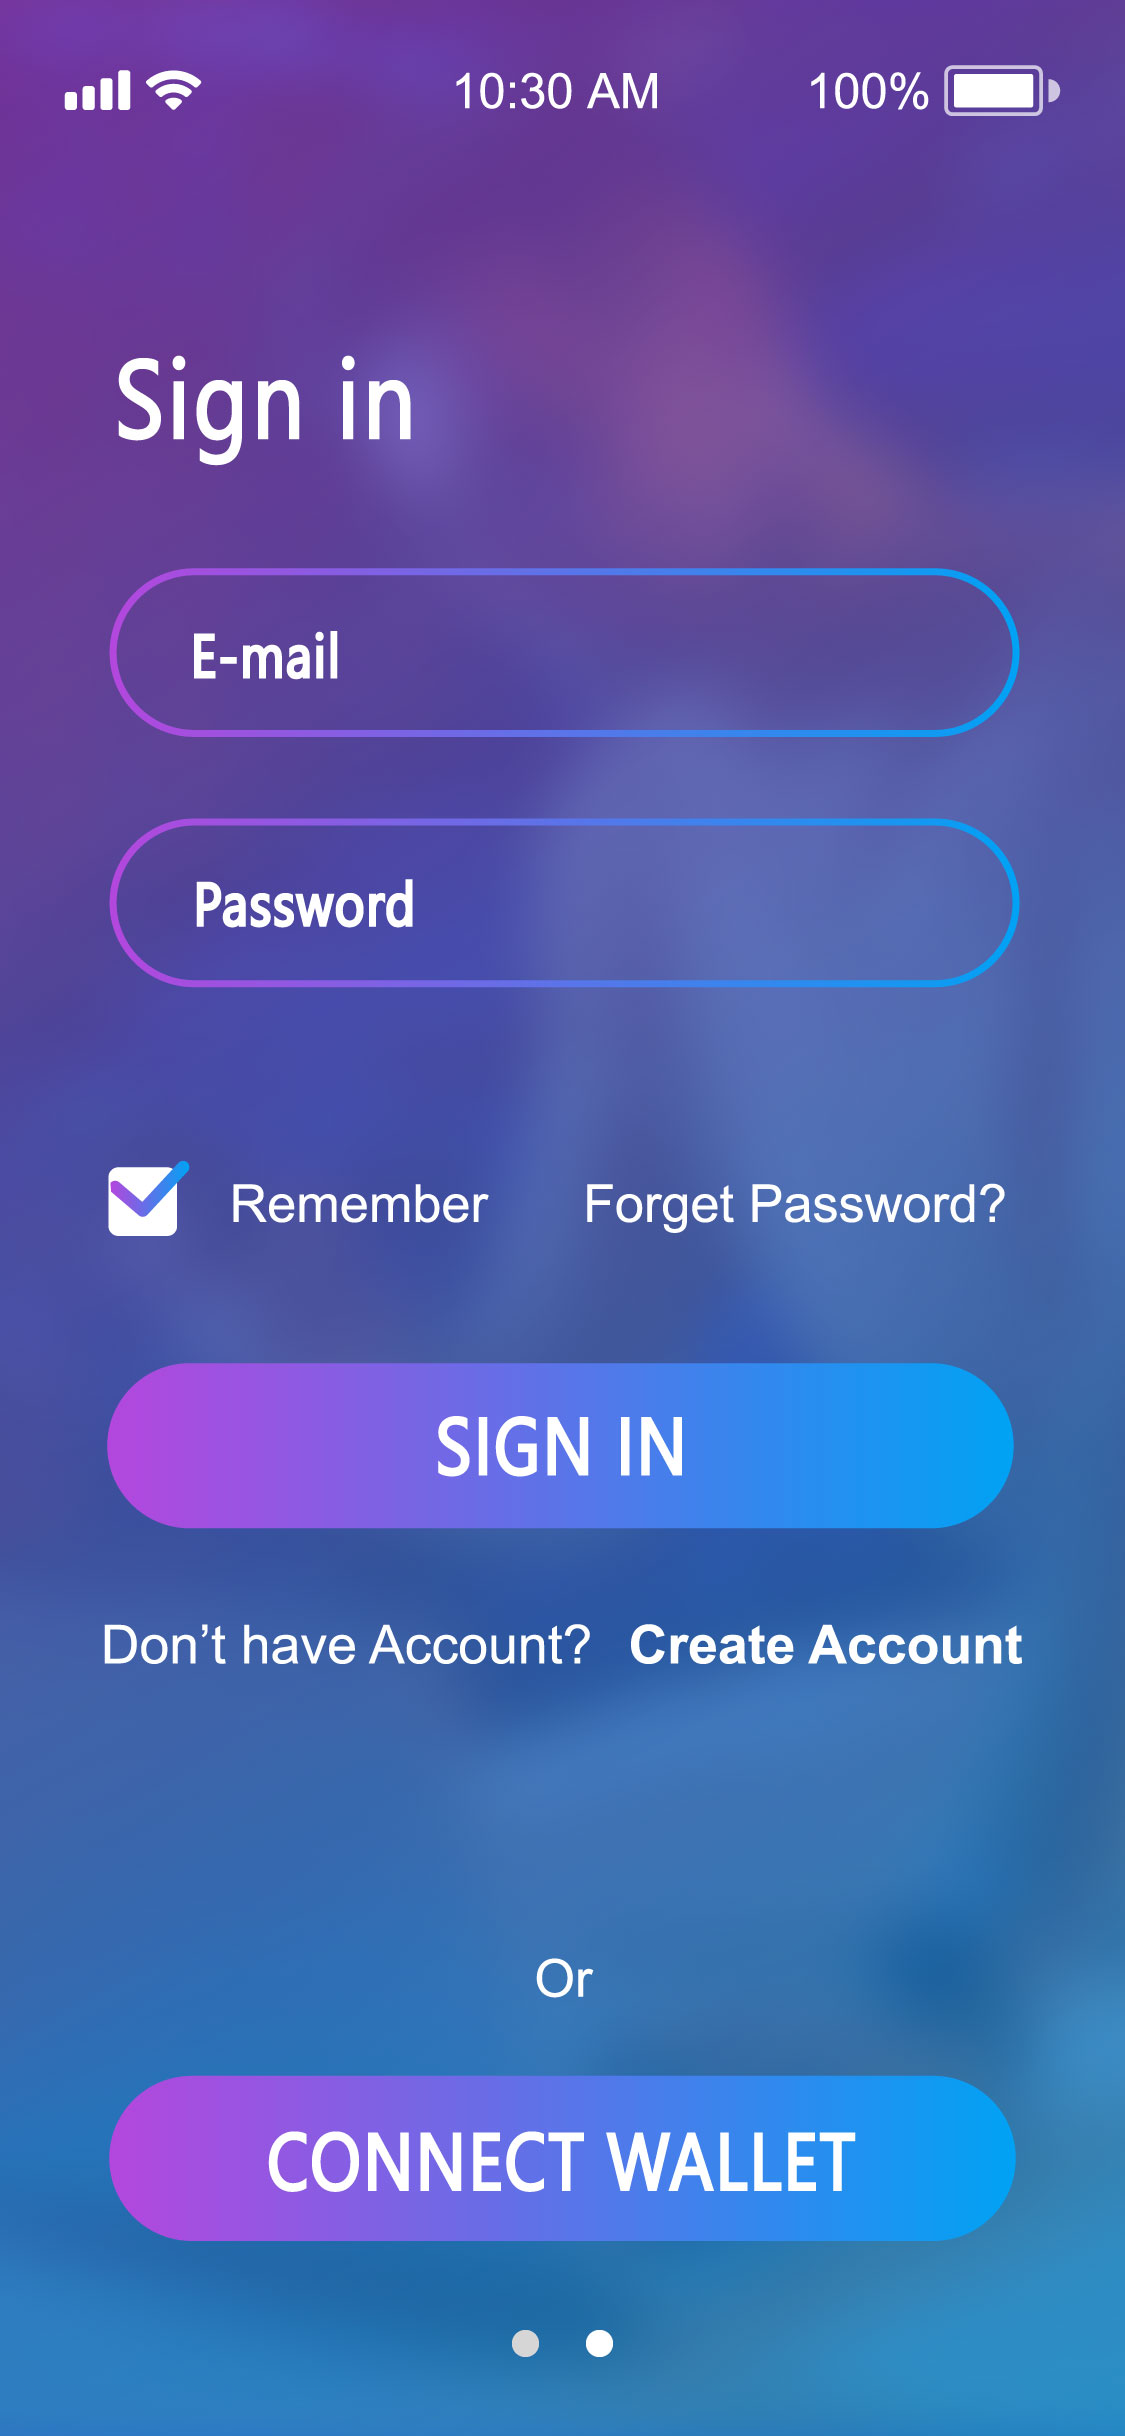 10:30 AM 100%
Sign in
E-mail
Password
Remember Forget Password?
SIGN IN
Don’t have Account? Create Account
Or
CONNECT WALLET